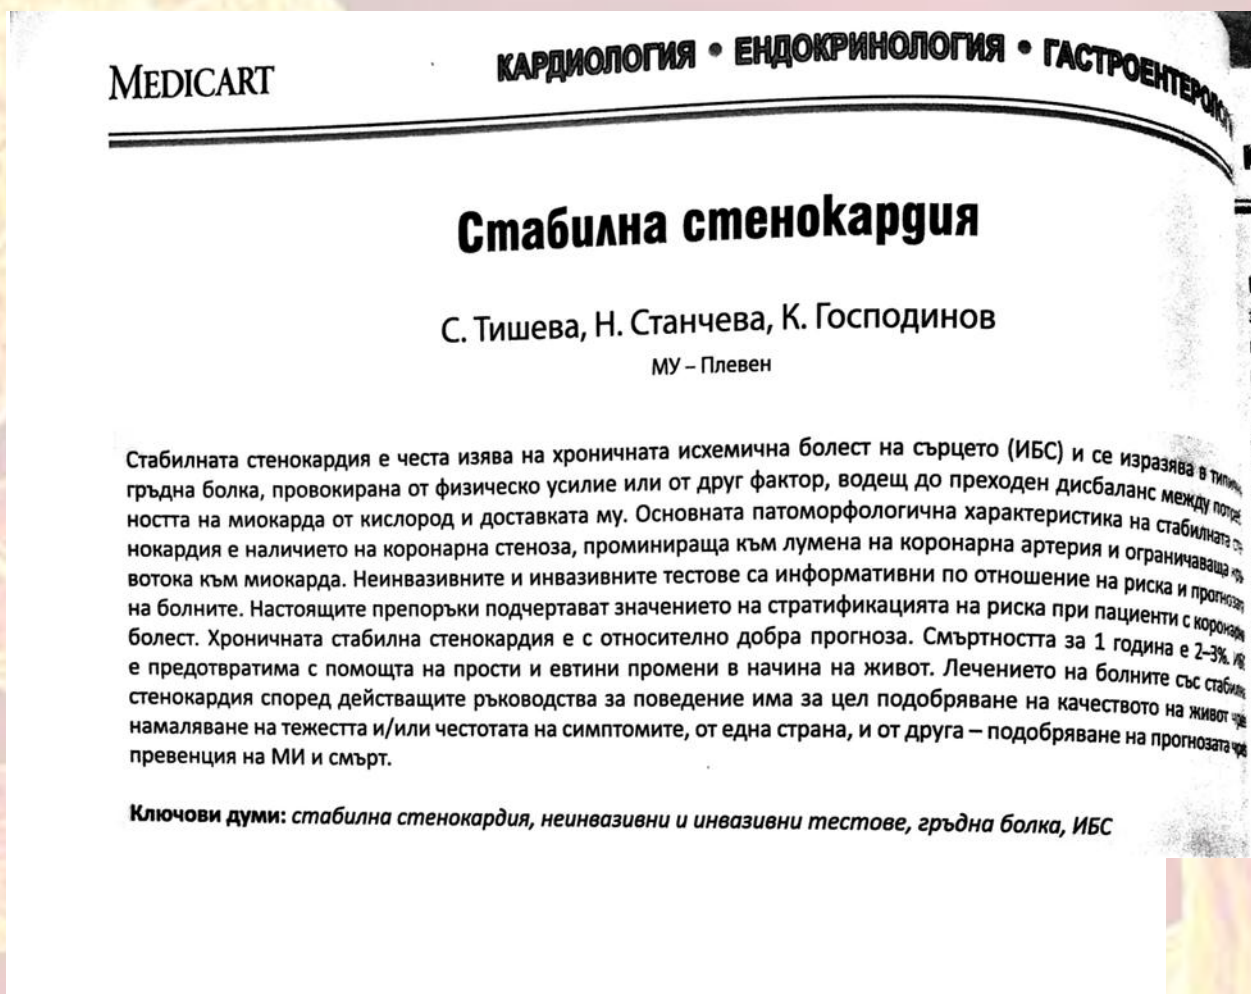 MEDICART
КАРДИОЛОГИЯ • ЕНДОКРИНОЛОГИЯ •
Стабилна стенокардия
С. Тишева, Н. Станчева, К. Господинов
МУ – Плевен
Стабилната стенокардия е честа изява на хроничната исхемична болест на сърцето (ИБС) и се изразява в
гръдна болка, провокирана от физическо усилие или от друг фактор, водещ до преходен дисбаланс между
ността на миокарда от кислород и доставката му. Основната патоморфологична характеристика на стабилната
нокардия е наличието на коронарна стеноза, проминираща към лумена на коронарна артерия и ограничаваща
вотока към миокарда. Неинвазивните и инвазивните тестове са информативни по отношение на риска и
на болните. Настоящите препоръки подчертават значението на стратификацията на риска при пациенти с
болест. Хроничната стабилна стенокардия е с относително добра прогноза. Смъртността за 1 година е 2–3%.
е предотвратима с помощта на прости и евтини промени в начина на живот. Лечението на болните със
стенокардия според действащите ръководства за поведение има за цел подобряване на качеството на живот
намаляване на тежестта и/или честотата на симптомите, от една страна, и от друга – подобряване на прогнозата
превенция на МИ и смърт.
Ключови думи: стабилна стенокардия, неинвазивни и инвазивни тестове, гръдна болка, ИБС